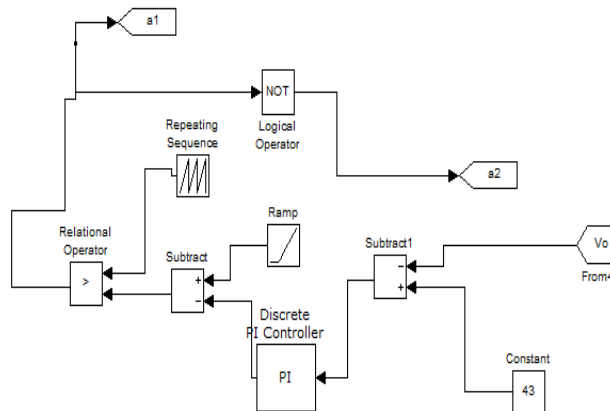 a1
NOT
Logical
Operator
Repeating
Sequence
a2
Ramp
Relational
Operator
>
Subtract
+
−
Subtract1
−
+
Vo
From4
Discrete
PI Controller
PI
Constant
43